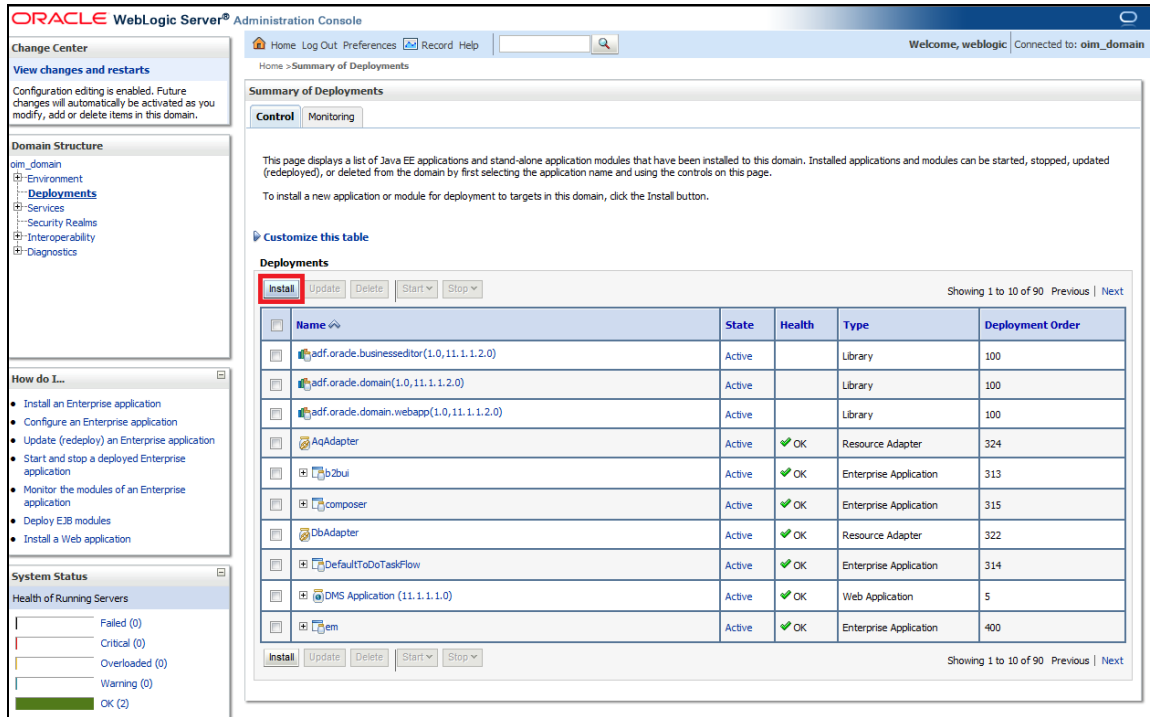 ORACLE WebLogic Server® Administration Console
Change Center
View changes and restarts
Configuration editing is enabled. Future
changes will automatically be activated as you
modify, add or delete items in this domain.
Domain Structure
oim_domain
Environment
Deployments
Services
Security Realms
Interoperability
Diagnostics
How do I...
Install an Enterprise application
Configure an Enterprise application
Update (redeploy) an Enterprise application
Start and stop a deployed Enterprise
application
Monitor the modules of an Enterprise
application
Deploy EJB modules
Install a Web application
System Status
Health of Running Servers
Failed (0)
Critical (0)
Overloaded (0)
Warning (0)
OK (2)
Home Log Out Preferences Record Help
Welcome, weblogic Connected to: oim_domain
Home >Summary of Deployments
Summary of Deployments
Control Monitoring
This page displays a list of Java EE applications and stand-alone application modules that have been installed to this domain. Installed applications and modules can be started, stopped, updated
(redeployed), or deleted from the domain by first selecting the application name and using the controls on this page.
To install a new application or module for deployment to targets in this domain, click the Install button.
Customize this table
Deployments
Install Update Delete Start Stop Showing 1 to 10 of 90 Previous | Next
Name State Health Type Deployment Order
adf.oracle.businesseditor(1.0,11.1.1.2.0) Active Library 100
adf.oracle.domain(1.0,11.1.1.2.0) Active Library 100
adf.oracle.domain.webapp(1.0,11.1.1.2.0) Active Library 100
AqAdapter Active OK Resource Adapter 324
b2bui Active OK Enterprise Application 313
composer Active OK Enterprise Application 315
DbAdapter Active OK Resource Adapter 322
DefaultToDoTaskFlow Active OK Enterprise Application 314
DMS Application (11.1.1.1.0) Active OK Web Application 5
em Active OK Enterprise Application 400
Install Update Delete Start Stop Showing 1 to 10 of 90 Previous | Next